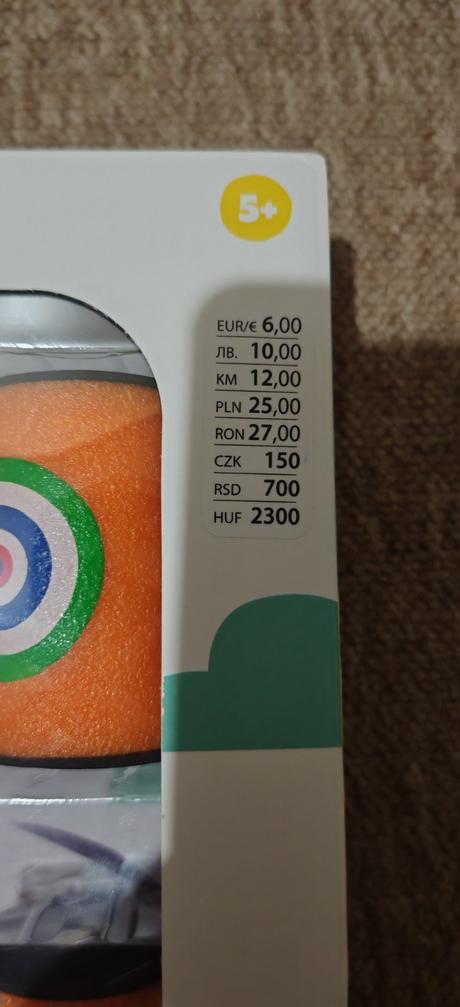 5+
EUR/€ 6,00
ЛВ. 10,00
KM 12,00
PLN 25,00
RON 27,00
CZK 150
RSD 700
HUF 2300